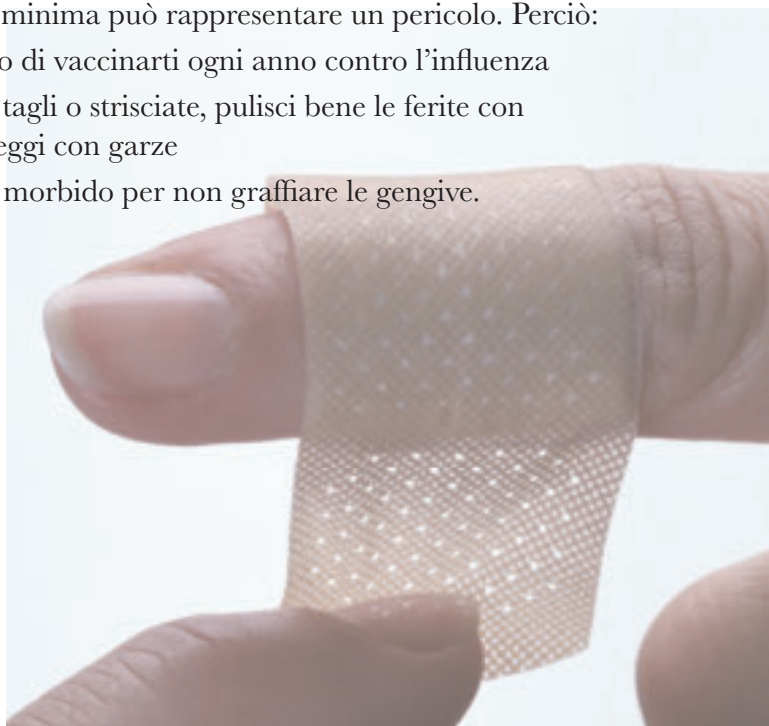 minima può rappresentare un pericolo. Perciò:
o di vaccinarti ogni anno contro l'influenza
tagli o strisciate, pulisci bene le ferite con
eggi con garze
morbido per non graffiare le gengive.